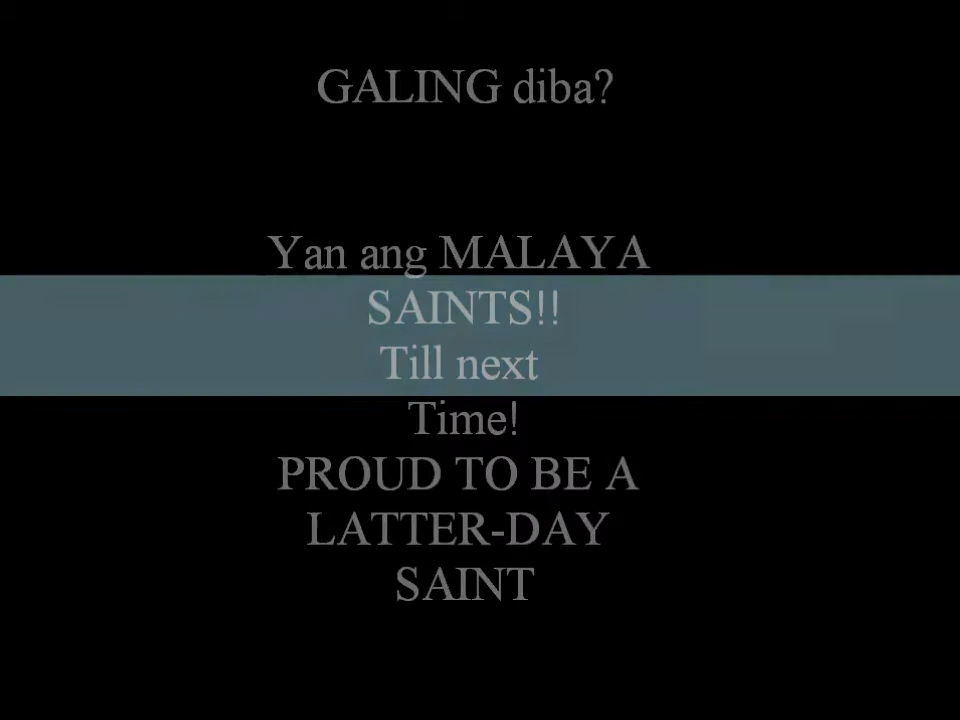 GALING diba?
Yan ang MALAYA
SAINTS!!
Till next
Time!
PROUD TO BE A
LATTER-DAY
SAINT